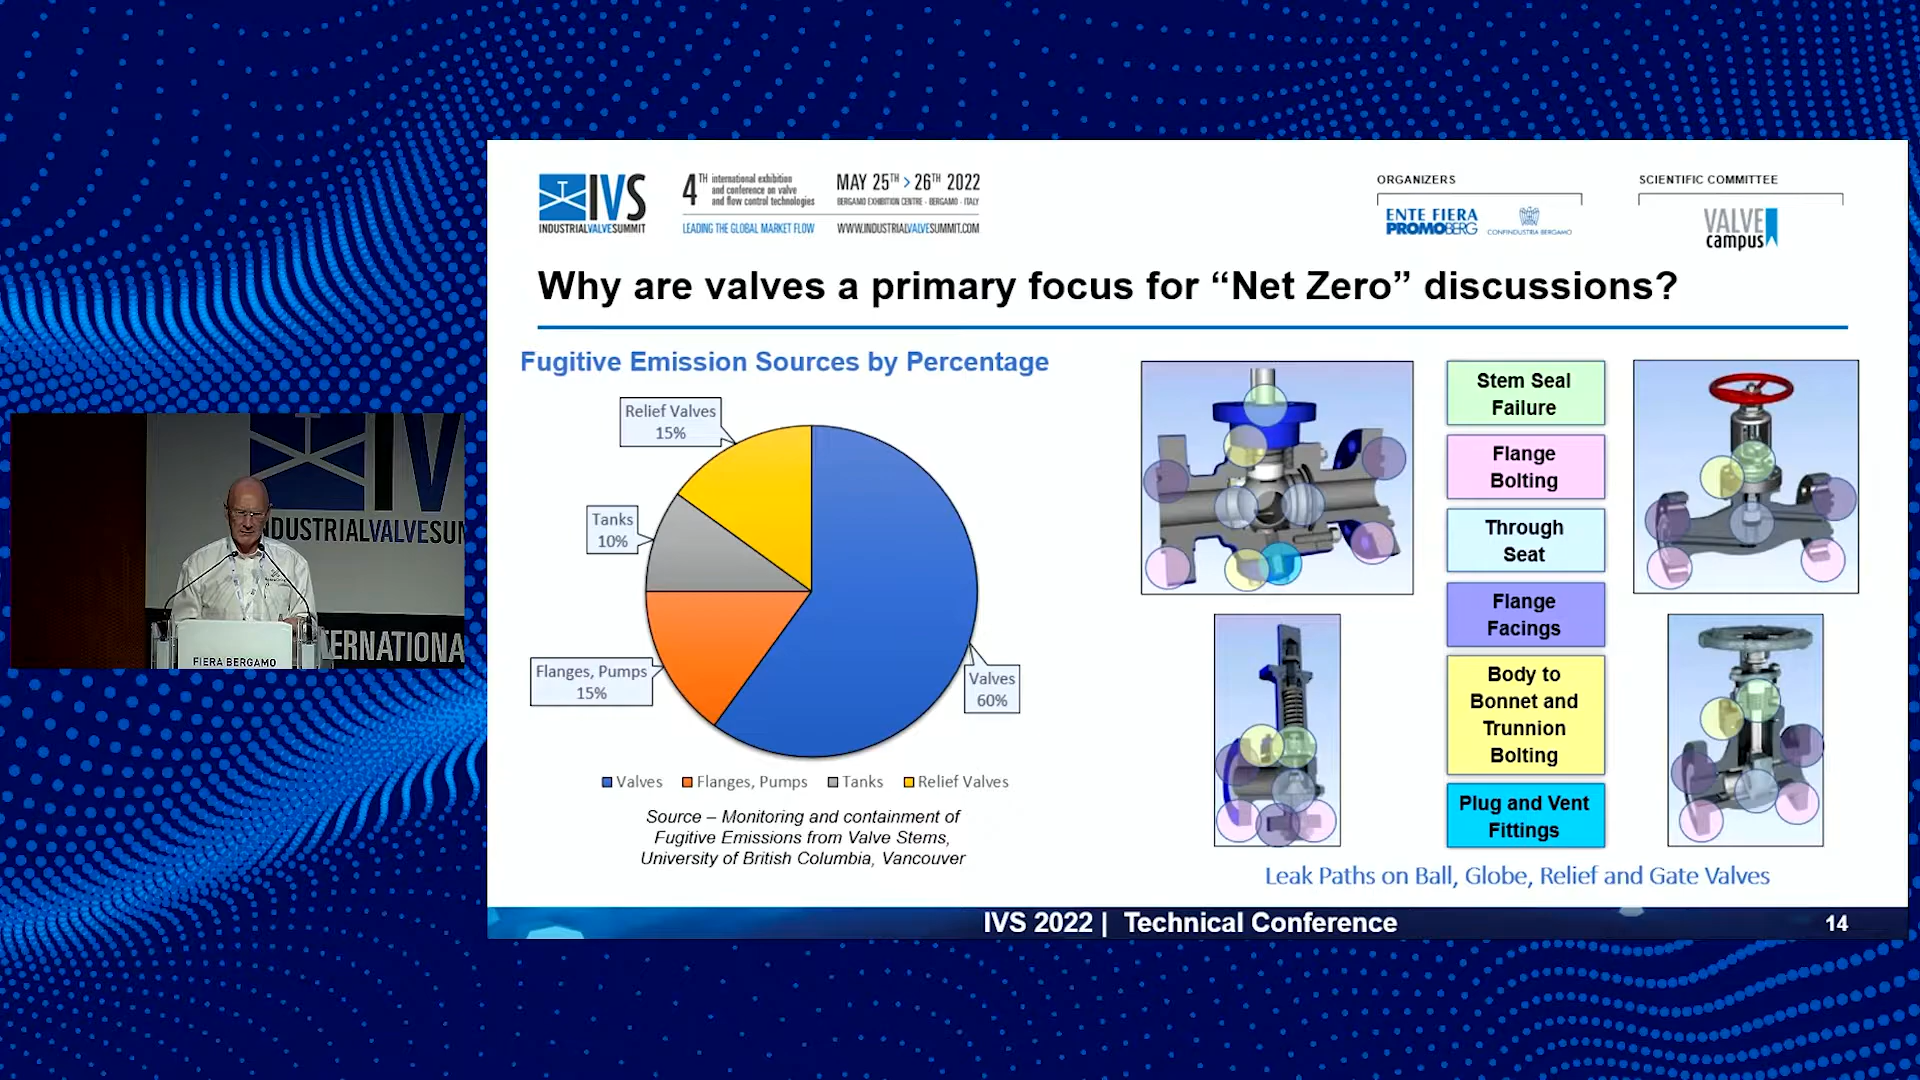 IVS
INDUSTRIALVALVESUMMIT
4TH international exhibition
and conference on valve
and flow control technologies
LEADING THE GLOBAL MARKET FLOW
MAY 25TH > 26TH 2022
BERGAMO EXHIBITION CENTRE - BERGAMO - ITALY
WWW.INDUSTRIALVALVESUMMIT.COM
ORGANIZERS
ENTE FIERA
PROMOBERG
CONFINDUSTRIA BERGAMO
SCIENTIFIC COMMITTEE
VALVE
campus
Why are valves a primary focus for “Net Zero” discussions?
Fugitive Emission Sources by Percentage
Relief Valves
15%
Tanks
10%
Flanges, Pumps
15%
Valves
60%
Valves
Flanges, Pumps
Tanks
Relief Valves
Source – Monitoring and containment of
Fugitive Emissions from Valve Stems,
University of British Columbia, Vancouver
Stem Seal
Failure
Flange
Bolting
Through
Seat
Flange
Facings
Body to
Bonnet and
Trunnion
Bolting
Plug and Vent
Fittings
Leak Paths on Ball, Globe, Relief and Gate Valves
IVS 2022 | Technical Conference
14
IV
NDUSTRIALVALVESUM
TERNATIONA
FIERA BERGAMO